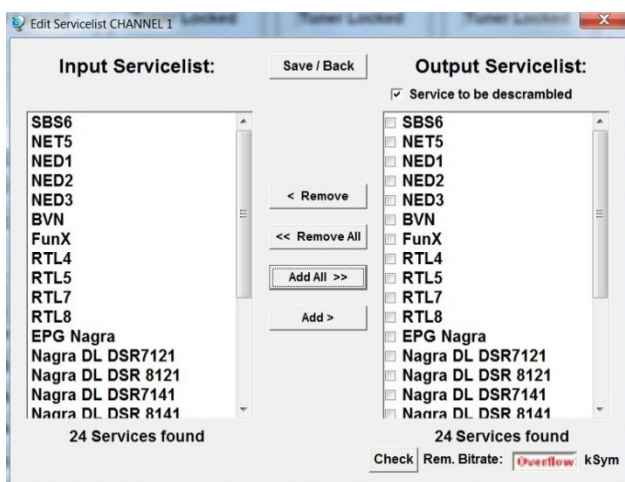 Tuner Locked Tuner Locked
Edit Servicelist CHANNEL 1
Input Servicelist:
Save / Back
Output Servicelist:
Service to be descrambled
SBS6
NET5
NED1
NED2
NED3
BVN
FunX
RTL4
RTL5
RTL7
RTL8
EPG Nagra
Nagra DL DSR7121
Nagra DL DSR 8121
Nagra DL DSR7141
Nagra DL DSR 8141
24 Services found
< Remove
<< Remove All
Add All >>
Add >
SBS6
NET5
NED1
NED2
NED3
BVN
FunX
RTL4
RTL5
RTL7
RTL8
EPG Nagra
Nagra DL DSR7121
Nagra DL DSR 8121
Nagra DL DSR7141
Nagra DL DSR 8141
24 Services found
Check Rem. Bitrate: Overflow kSym